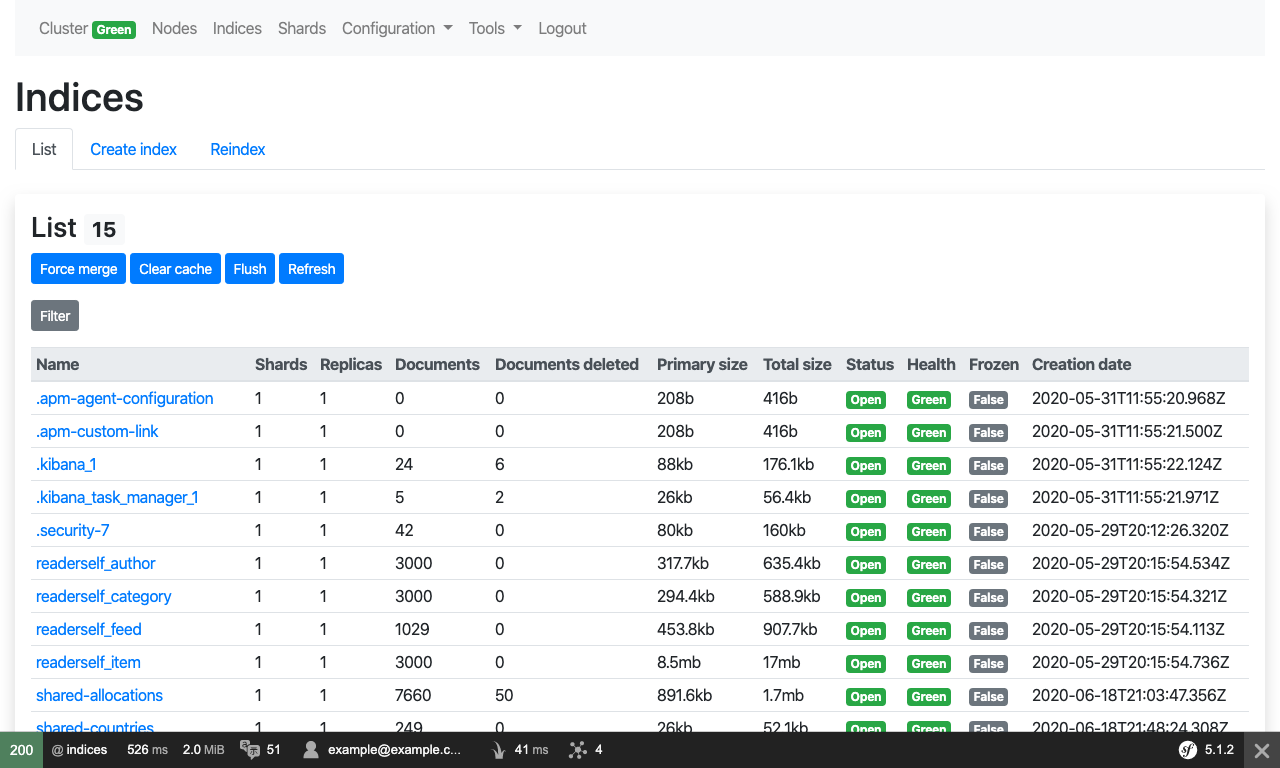 Cluster Green Nodes Indices Shards Configuration Tools Logout
Indices
List Create index Reindex
List 15
Force merge Clear cache Flush Refresh
Filter
Name Shards Replicas Documents Documents deleted Primary size Total size Status Health Frozen Creation date
.apm-agent-configuration 1 1 0 0 208b 416b Open Green False 2020-05-31T11:55:20.968Z
.apm-custom-link 1 1 0 0 208b 416b Open Green False 2020-05-31T11:55:21.500Z
.kibana_1 1 1 24 6 88kb 176.1kb Open Green False 2020-05-31T11:55:22.124Z
.kibana_task_manager_1 1 1 5 2 26kb 56.4kb Open Green False 2020-05-31T11:55:21.971Z
.security-7 1 1 42 0 80kb 160kb Open Green False 2020-05-29T20:12:26.320Z
readerself_author 1 1 3000 0 317.7kb 635.4kb Open Green False 2020-05-29T20:15:54.534Z
readerself_category 1 1 3000 0 294.4kb 588.9kb Open Green False 2020-05-29T20:15:54.321Z
readerself_feed 1 1 1029 0 453.8kb 907.7kb Open Green False 2020-05-29T20:15:54.113Z
readerself_item 1 1 3000 0 8.5mb 17mb Open Green False 2020-05-29T20:15:54.736Z
shared-allocations 1 1 7660 50 891.6kb 1.7mb Open Green False 2020-06-18T21:03:47.356Z
shared-countries 1 1 249 0 26kb 52.1kb Open Green False 2020-06-18T21:48:24.308Z
200 @ indices 526 ms 2.0 MiB 51 example@example.c... 41 ms 4 sf 5.1.2